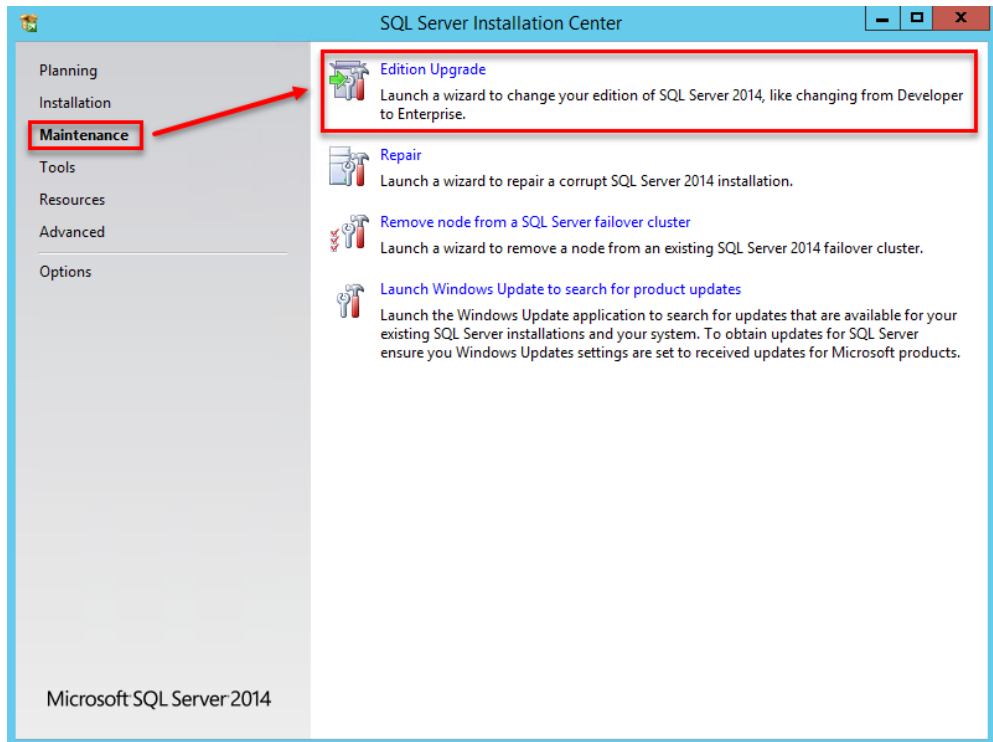 SQL Server Installation Center
Planning
Installation
Maintenance
Tools
Resources
Advanced
Options
Edition Upgrade
Launch a wizard to change your edition of SQL Server 2014, like changing from Developer
to Enterprise.
Repair
Launch a wizard to repair a corrupt SQL Server 2014 installation.
Remove node from a SQL Server failover cluster
Launch a wizard to remove a node from an existing SQL Server 2014 failover cluster.
Launch Windows Update to search for product updates
Launch the Windows Update application to search for updates that are available for your
existing SQL Server installations and your system. To obtain updates for SQL Server
ensure you Windows Updates settings are set to received updates for Microsoft products.
Microsoft SQL Server 2014